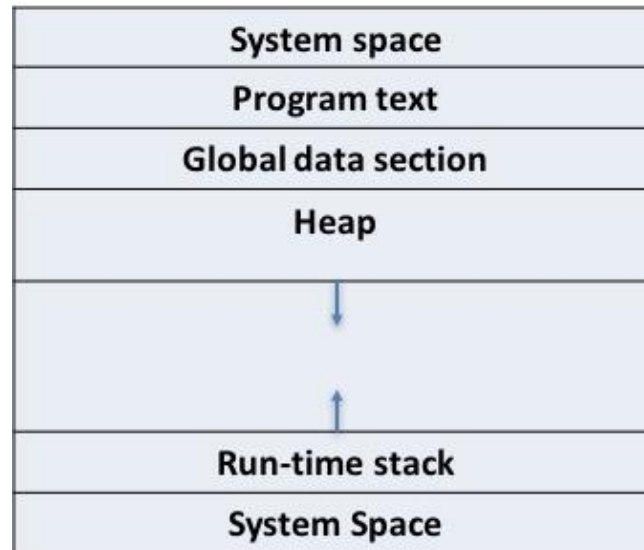 System space
Program text
Global data section
Heap
Run-time stack
System Space